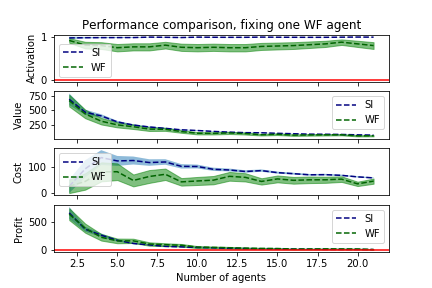 Performance comparison, fixing one WF agent
Activation
1
0
SI
WF
Value
750
500
250
SI
WF
Cost
100
0
SI
WF
Profit
500
0
SI
WF
2.5 5.0 7.5 10.0 12.5 15.0 17.5 20.0
Number of agents